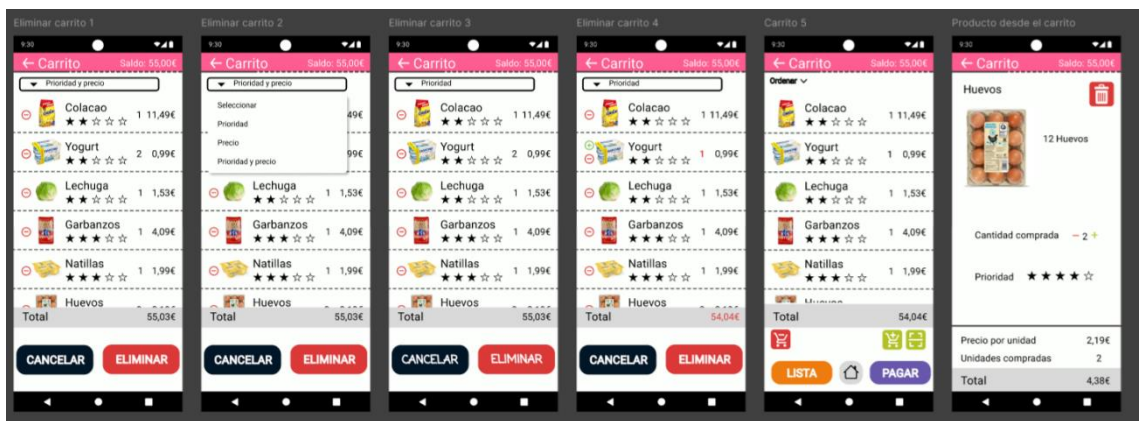 Eliminar carrito 1
9:30
← Carrito Saldo: 55,00€
Prioridad y precio
Colacao 1 11,49€
Yogurt 2 0,99€
Lechuga 1 1,53€
Garbanzos 1 4,09€
Natillas 1 1,99€
Huevos
Total 55,03€
CANCELAR ELIMINAR
Eliminar carrito 2
9:30
← Carrito Saldo: 55,00€
Prioridad y precio
Seleccionar
Prioridad
Precio
Prioridad y precio
49€
99€
Lechuga 1 1,53€
Garbanzos 1 4,09€
Natillas 1 1,99€
Huevos
Total 55,03€
CANCELAR ELIMINAR
Eliminar carrito 3
9:30
← Carrito Saldo: 55,00€
Prioridad
Colacao 1 11,49€
Yogurt 2 0,99€
Lechuga 1 1,53€
Garbanzos 1 4,09€
Natillas 1 1,99€
Huevos
Total 55,03€
CANCELAR ELIMINAR
Eliminar carrito 4
9:30
← Carrito Saldo: 55,00€
Prioridad
Colacao 1 11,49€
Yogurt 1 0,99€
Lechuga 1 1,53€
Garbanzos 1 4,09€
Natillas 1 1,99€
Huevos
Total 54,04€
CANCELAR ELIMINAR
Carrito 5
9:30
← Carrito Saldo: 55,00€
Ordenar
Colacao 1 11,49€
Yogurt 1 0,99€
Lechuga 1 1,53€
Garbanzos 1 4,09€
Natillas 1 1,99€
Huevos
Total 54,04€
LISTA PAGAR
Producto desde el carrito
9:30
← Carrito Saldo: 55,00€
Huevos
12 Huevos
Cantidad comprada − 2 +
Prioridad
Precio por unidad 2,19€
Unidades compradas 2
Total 4,38€